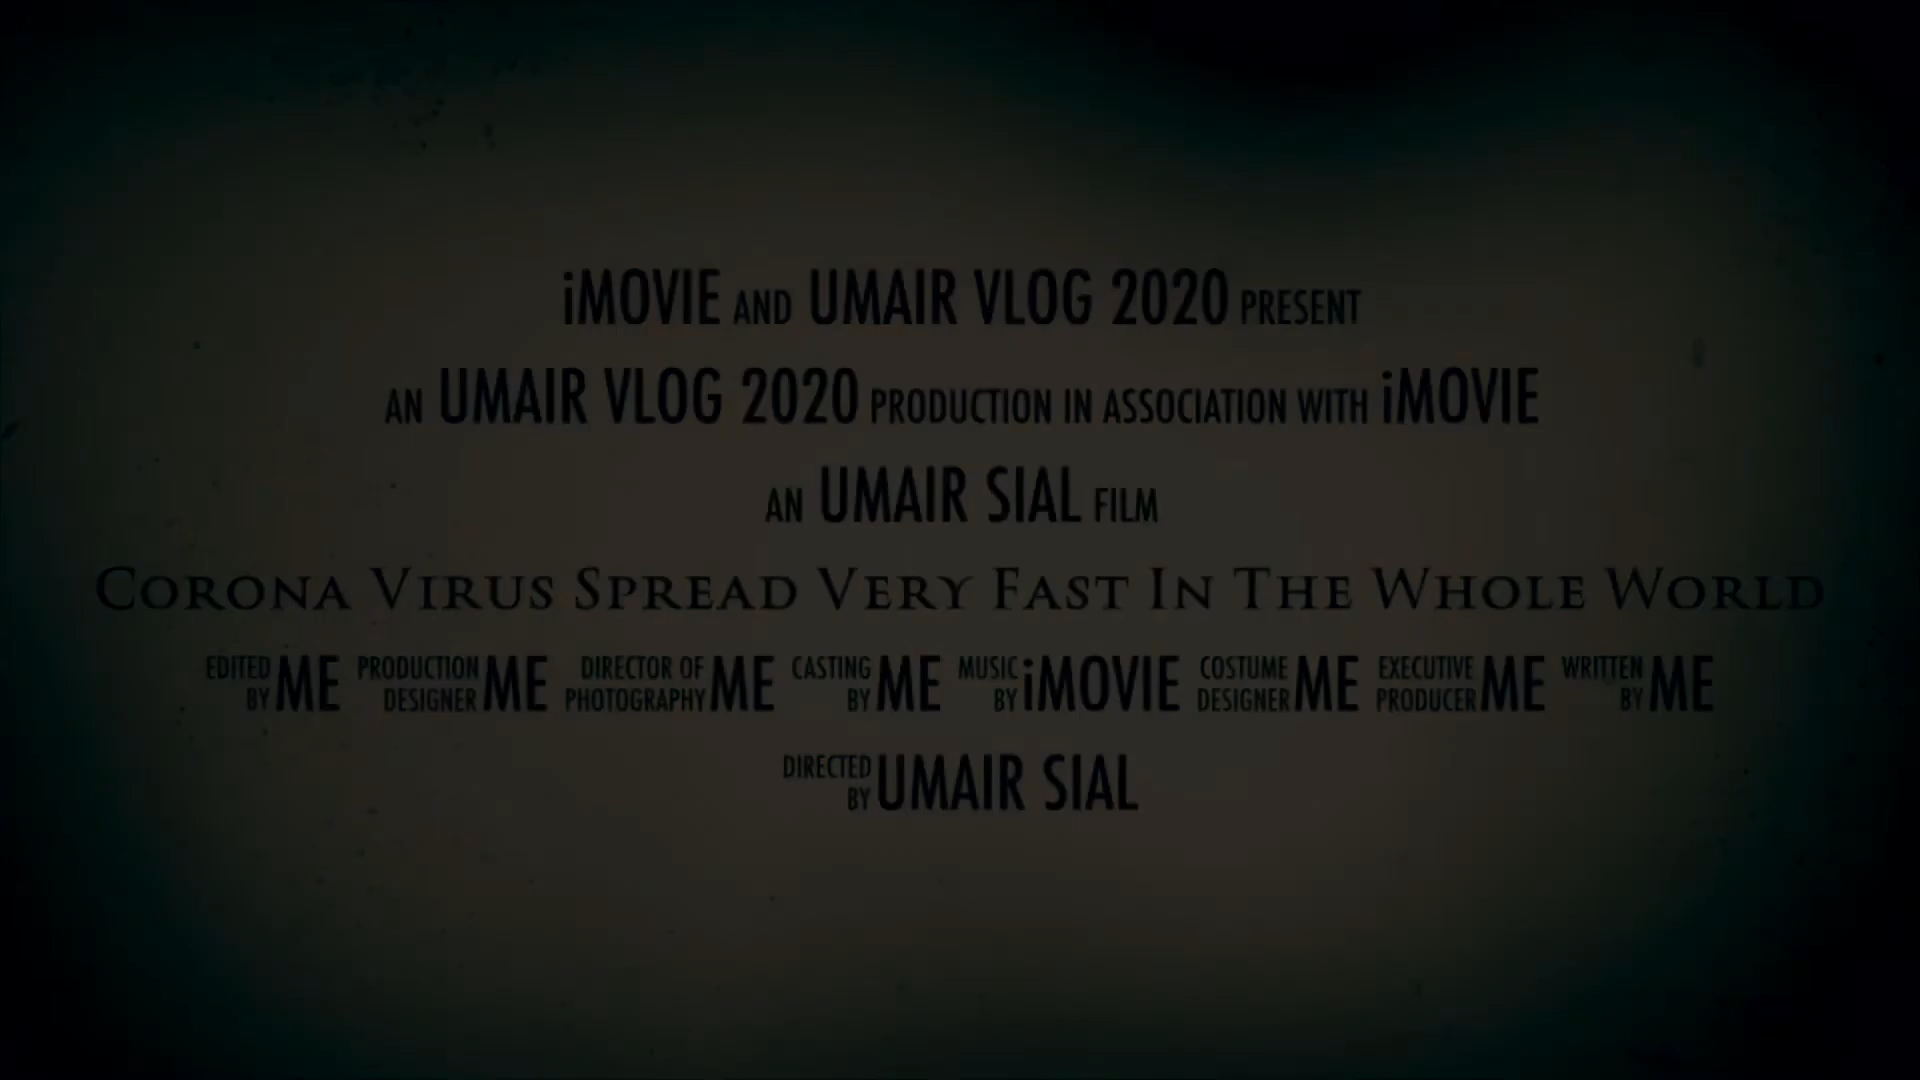 iMOVIE AND UMAIR VLOG 2020 PRESENT
AN UMAIR VLOG 2020 PRODUCTION IN ASSOCIATION WITH iMOVIE
AN UMAIR SIAL FILM
CORONA VIRUS SPREAD VERY FAST IN THE WHOLE WORLD
EDITED BY ME PRODUCTION DESIGNER ME DIRECTOR OF PHOTOGRAPHY ME CASTING BY ME MUSIC BY iMOVIE COSTUME DESIGNER ME EXECUTIVE PRODUCER ME WRITTEN BY ME
DIRECTED BY UMAIR SIAL